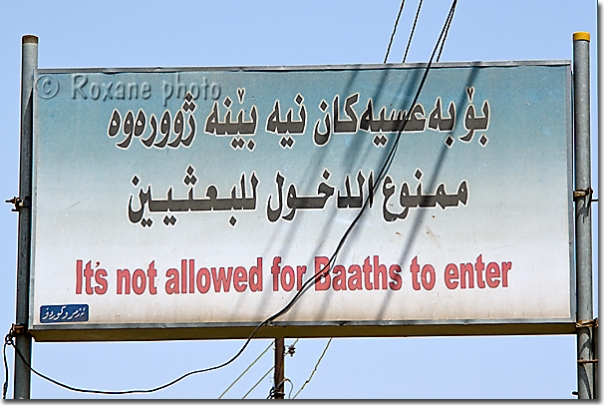 © Roxane photo ®
بۆ بەعسیەکان نیە بێنە ژوورەوە
ممنوع الدخول للبعثيين
It's not allowed for Baaths to enter